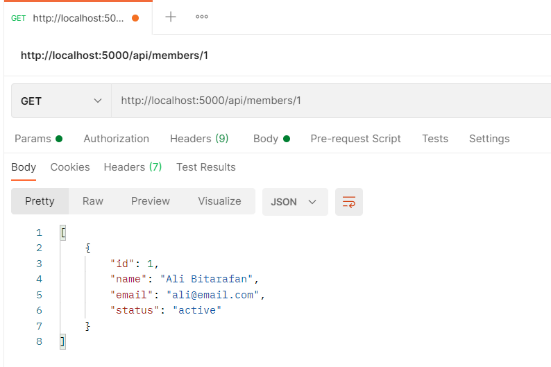 GET http://localhost:50... + ooo
http://localhost:5000/api/members/1
GET http://localhost:5000/api/members/1
Params Authorization Headers (9) Body Pre-request Script Tests Settings
Body Cookies Headers (7) Test Results
Pretty Raw Preview Visualize JSON
1 [
2 {
3 "id": 1,
4 "name": "Ali Bitarafan",
5 "email": "ali@email.com",
6 "status": "active"
7 }
8 ]